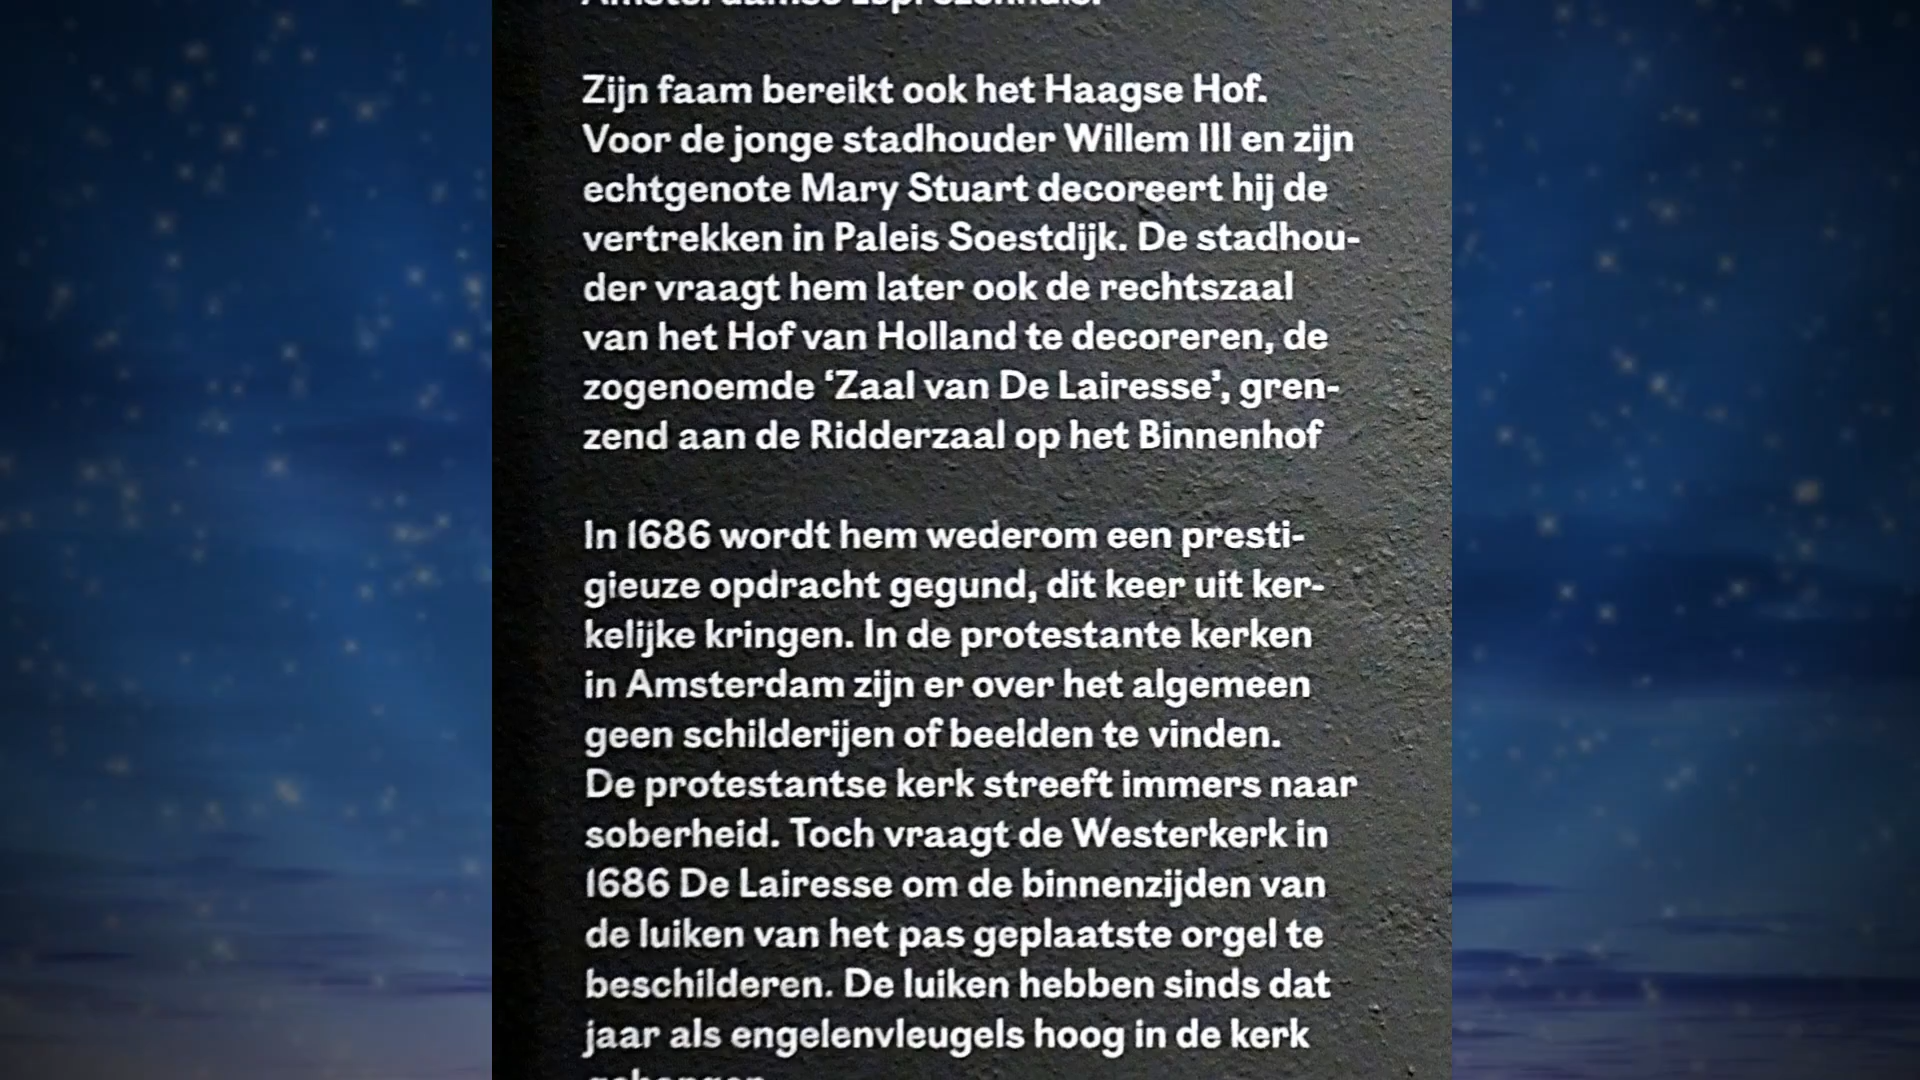 Zijn faam bereikt ook het Haagse Hof.
Voor de jonge stadhouder Willem III en zijn
echtgenote Mary Stuart decoreert hij de
vertrekken in Paleis Soestdijk. De stadhou-
der vraagt hem later ook de rechtszaal
van het Hof van Holland te decoreren, de
zogenoemde ‘Zaal van De Lairesse’, gren-
zend aan de Ridderzaal op het Binnenhof
In 1686 wordt hem wederom een presti-
gieuze opdracht gegund, dit keer uit ker-
kelijke kringen. In de protestante kerken
in Amsterdam zijn er over het algemeen
geen schilderijen of beelden te vinden.
De protestantse kerk streeft immers naar
soberheid. Toch vraagt de Westerkerk in
1686 De Lairesse om de binnenzijden van
de luiken van het pas geplaatste orgel te
beschilderen. De luiken hebben sinds dat
jaar als engelenvleugels hoog in de kerk